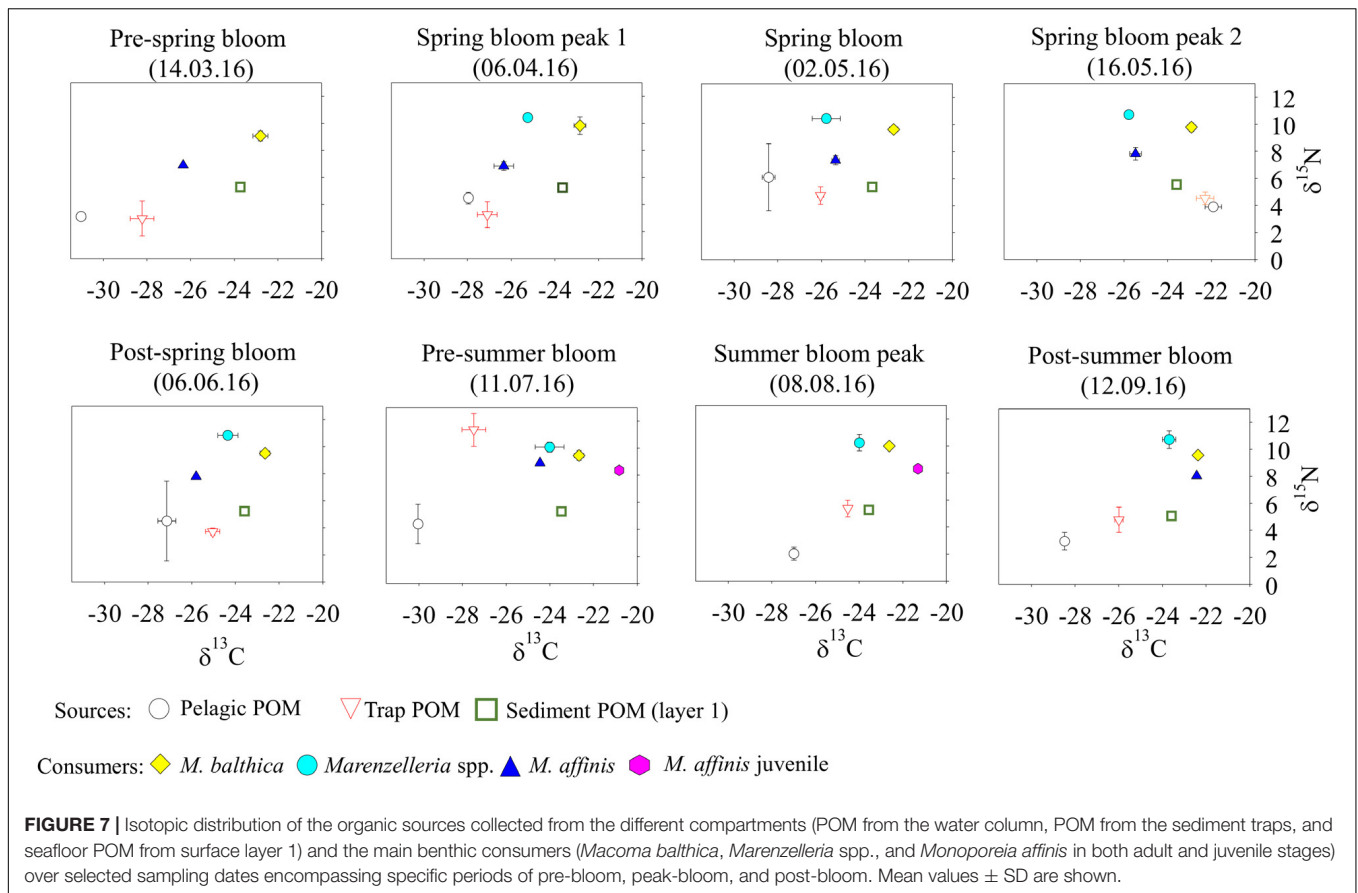 Pre-spring bloom
(14.03.16)
Spring bloom peak 1
(06.04.16)
Spring bloom
(02.05.16)
Spring bloom peak 2
(16.05.16)
12
10
8
6
4
2
0
δ15N
-30 -28 -26 -24 -22 -20
-30 -28 -26 -24 -22 -20
-30 -28 -26 -24 -22 -20
-30 -28 -26 -24 -22 -20
Post-spring bloom
(06.06.16)
Pre-summer bloom
(11.07.16)
Summer bloom peak
(08.08.16)
Post-summer bloom
(12.09.16)
12
10
8
6
4
2
0
δ15N
-30 -28 -26 -24 -22 -20
-30 -28 -26 -24 -22 -20
-30 -28 -26 -24 -22 -20
-30 -28 -26 -24 -22 -20
δ13C
δ13C
δ13C
δ13C
Sources: Pelagic POM Trap POM Sediment POM (layer 1)
Consumers: M. balthica Marenzelleria spp. M. affinis M. affinis juvenile
FIGURE 7 | Isotopic distribution of the organic sources collected from the different compartments (POM from the water column, POM from the sediment traps, and
seafloor POM from surface layer 1) and the main benthic consumers (Macoma balthica, Marenzelleria spp., and Monoporeia affinis in both adult and juvenile stages)
over selected sampling dates encompassing specific periods of pre-bloom, peak-bloom, and post-bloom. Mean values ± SD are shown.